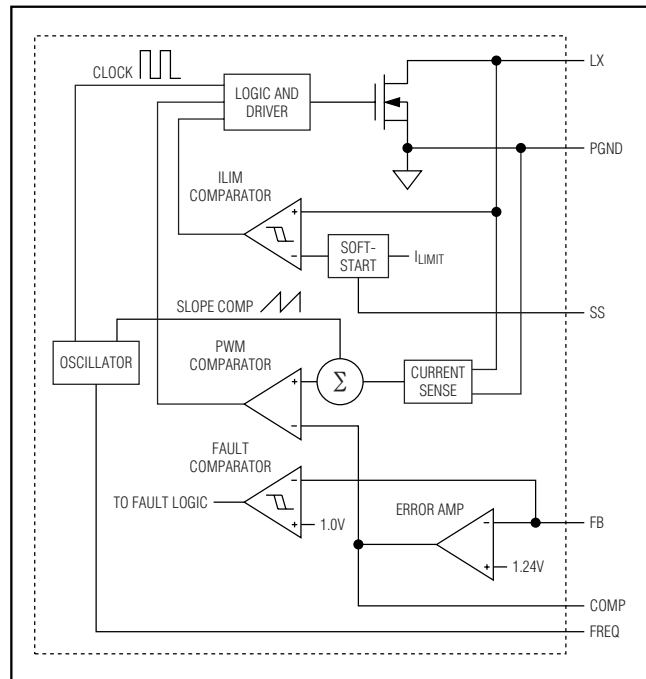 CLOCK
LOGIC AND
DRIVER
LX
PGND
ILIM
COMPARATOR
+
−
SOFT-
START
ILIMIT
SS
SLOPE COMP
OSCILLATOR
PWM
COMPARATOR
+
−
Σ
CURRENT
SENSE
FAULT
COMPARATOR
TO FAULT LOGIC
−
+
1.0V
ERROR AMP
−
+
1.24V
FB
COMP
FREQ